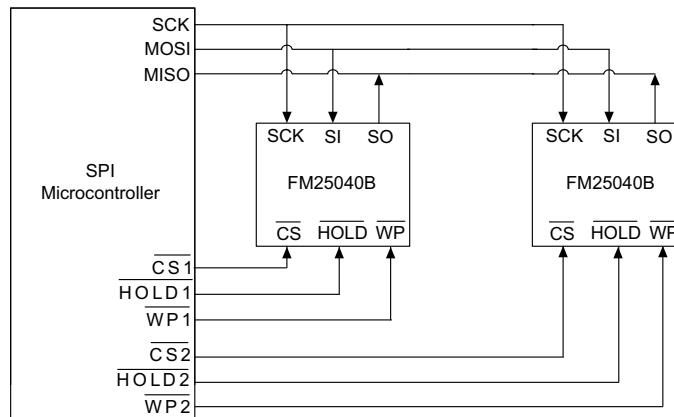 SCK
MOSI
MISO
SCK SI SO
SCK SI SO
SPI
Microcontroller
FM25040B
FM25040B
CS HOLD WP
CS HOLD WP
CS1
HOLD1
WP1
CS2
HOLD2
WP2